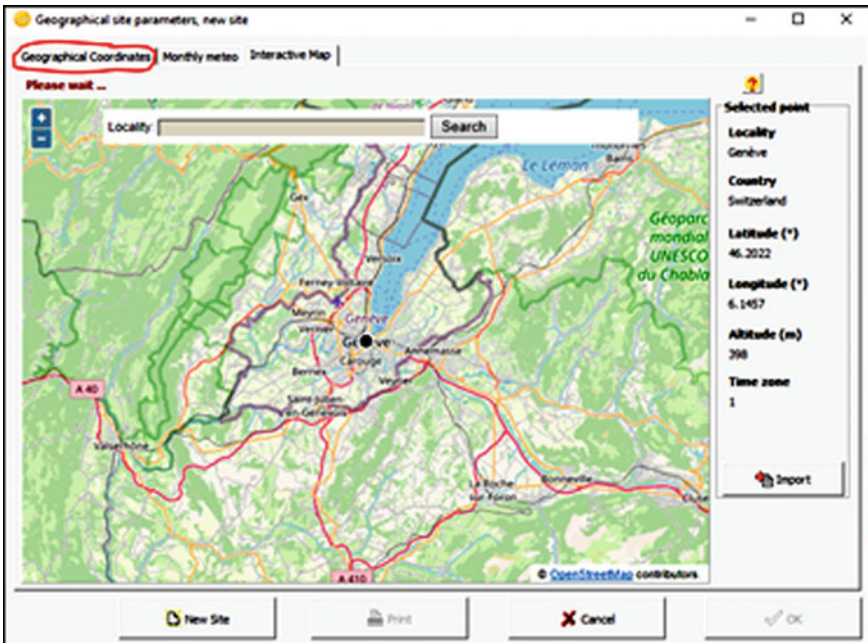 Geographical site parameters, new site
Geographical Coordinates Monthly meteo Interactive Map
Please wait ...
+
-
Locality: Search
Selected point
Locality
Genève
Country
Switzerland
Latitude (°)
46.2022
Longitude (°)
6.1457
Altitude (m)
398
Time zone
1
Import
Le Léman
Gex
Géoparc
mondial
UNESCO
du Chabla
Versoix
Ferney-Voltaire
Meyrin
Genève
Vernier
Carouge
Annemasse
Bernex
Veyrier
Saint-Julien
-en-Genevois
A 40
Valserhône
La Roche
-sur-Foron
Bonneville
A 410
© OpenStreetMap contributors
New Site Print Cancel OK